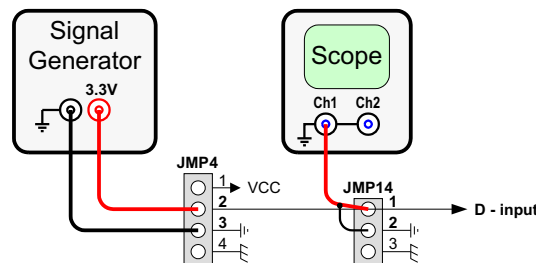 Signal
Generator
3.3V
Scope
Ch1 Ch2
JMP4
1 VCC
2
3
4
JMP14
1 D - input
2
3